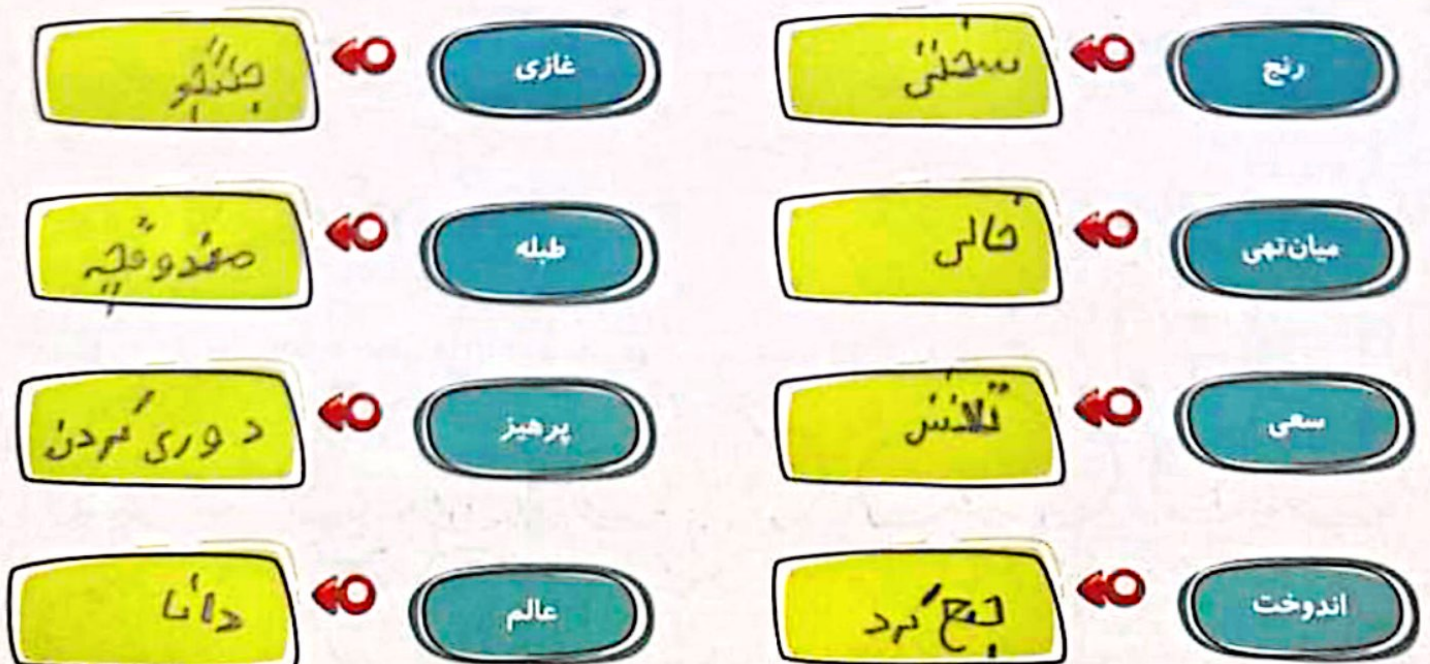 رنج سختی غازی جنگجو
میان‌تهی خالی طبله صندوقچه
سعی تلاش پرهیز دوری کردن
اندوخت جمع کرد عالم دانا